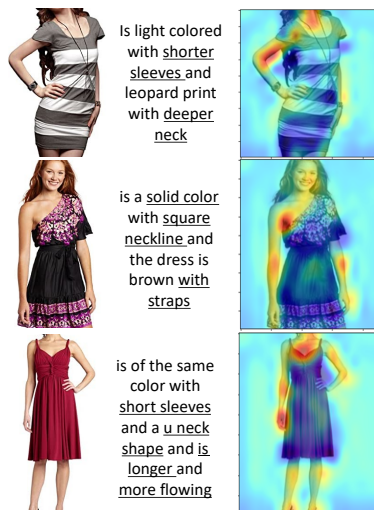 Is light colored
with shorter
sleeves and
leopard print
with deeper
neck
is a solid color
with square
neckline and
the dress is
brown with
straps
is of the same
color with
short sleeves
and a u neck
shape and is
longer and
more flowing